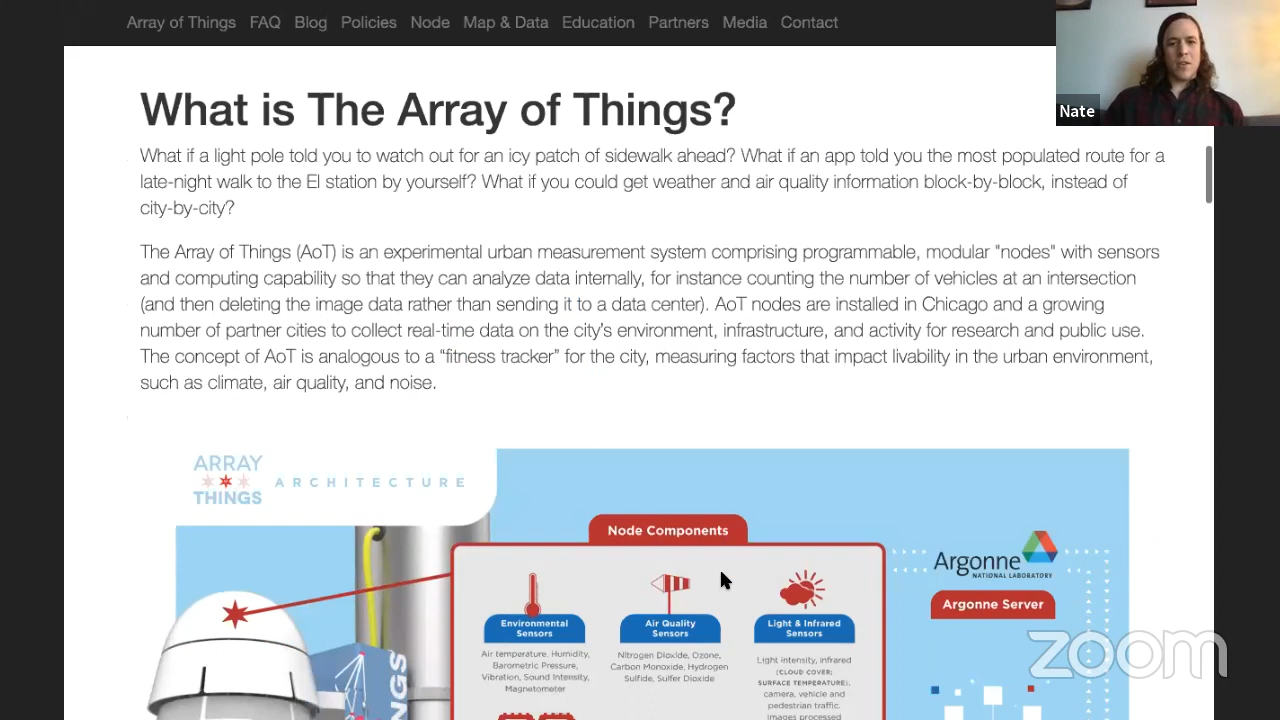 Array of Things FAQ Blog Policies Node Map & Data Education Partners Media Contact
Nate
What is The Array of Things?
What if a light pole told you to watch out for an icy patch of sidewalk ahead? What if an app told you the most populated route for a
late-night walk to the El station by yourself? What if you could get weather and air quality information block-by-block, instead of
city-by-city?
The Array of Things (AoT) is an experimental urban measurement system comprising programmable, modular "nodes" with sensors
and computing capability so that they can analyze data internally, for instance counting the number of vehicles at an intersection
(and then deleting the image data rather than sending it to a data center). AoT nodes are installed in Chicago and a growing
number of partner cities to collect real-time data on the city's environment, infrastructure, and activity for research and public use.
The concept of AoT is analogous to a “fitness tracker” for the city, measuring factors that impact livability in the urban environment,
such as climate, air quality, and noise.
ARRAY
THINGS
ARCHITECTURE
Node Components
Environmental
Sensors
Air temperature, Humidity,
Barometric Pressure,
Vibration, Sound Intensity,
Magnetometer
Air Quality
Sensors
Nitrogen Dioxide, Ozone,
Carbon Monoxide, Hydrogen
Sulfide, Sulfer Dioxide
Light & Infrared
Sensors
Light intensity, infrared
(CLOUD COVER;
SURFACE TEMPERATURE),
camera, vehicle and
pedestrian traffic.
Images processed
Argonne
NATIONAL LABORATORY
Argonne Server
NGS
zoom